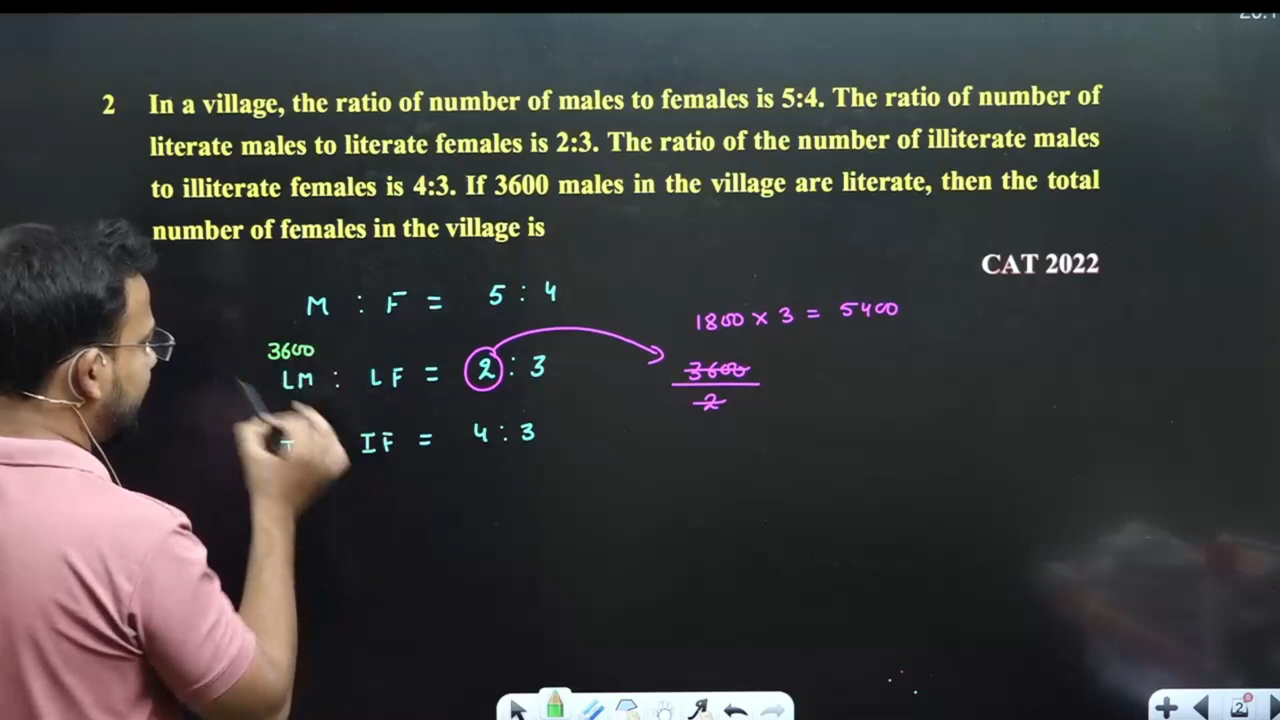 2 In a village, the ratio of number of males to females is 5:4. The ratio of number of
literate males to literate females is 2:3. The ratio of the number of illiterate males
to illiterate females is 4:3. If 3600 males in the village are literate, then the total
number of females in the village is
CAT 2022
M : F = 5 : 4
1800 × 3 = 5400
3600
LM : LF = 2 : 3
3600
2
IF = 4 : 3
2